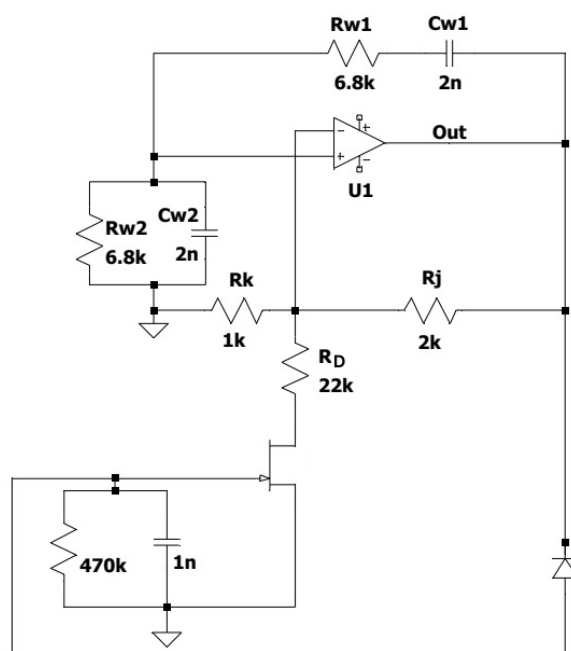 Rw1
Cw1
6.8k
2n
-
+
Out
+
-
U1
Rw2
6.8k
Cw2
2n
Rk
1k
Rj
2k
RD
22k
470k
1n